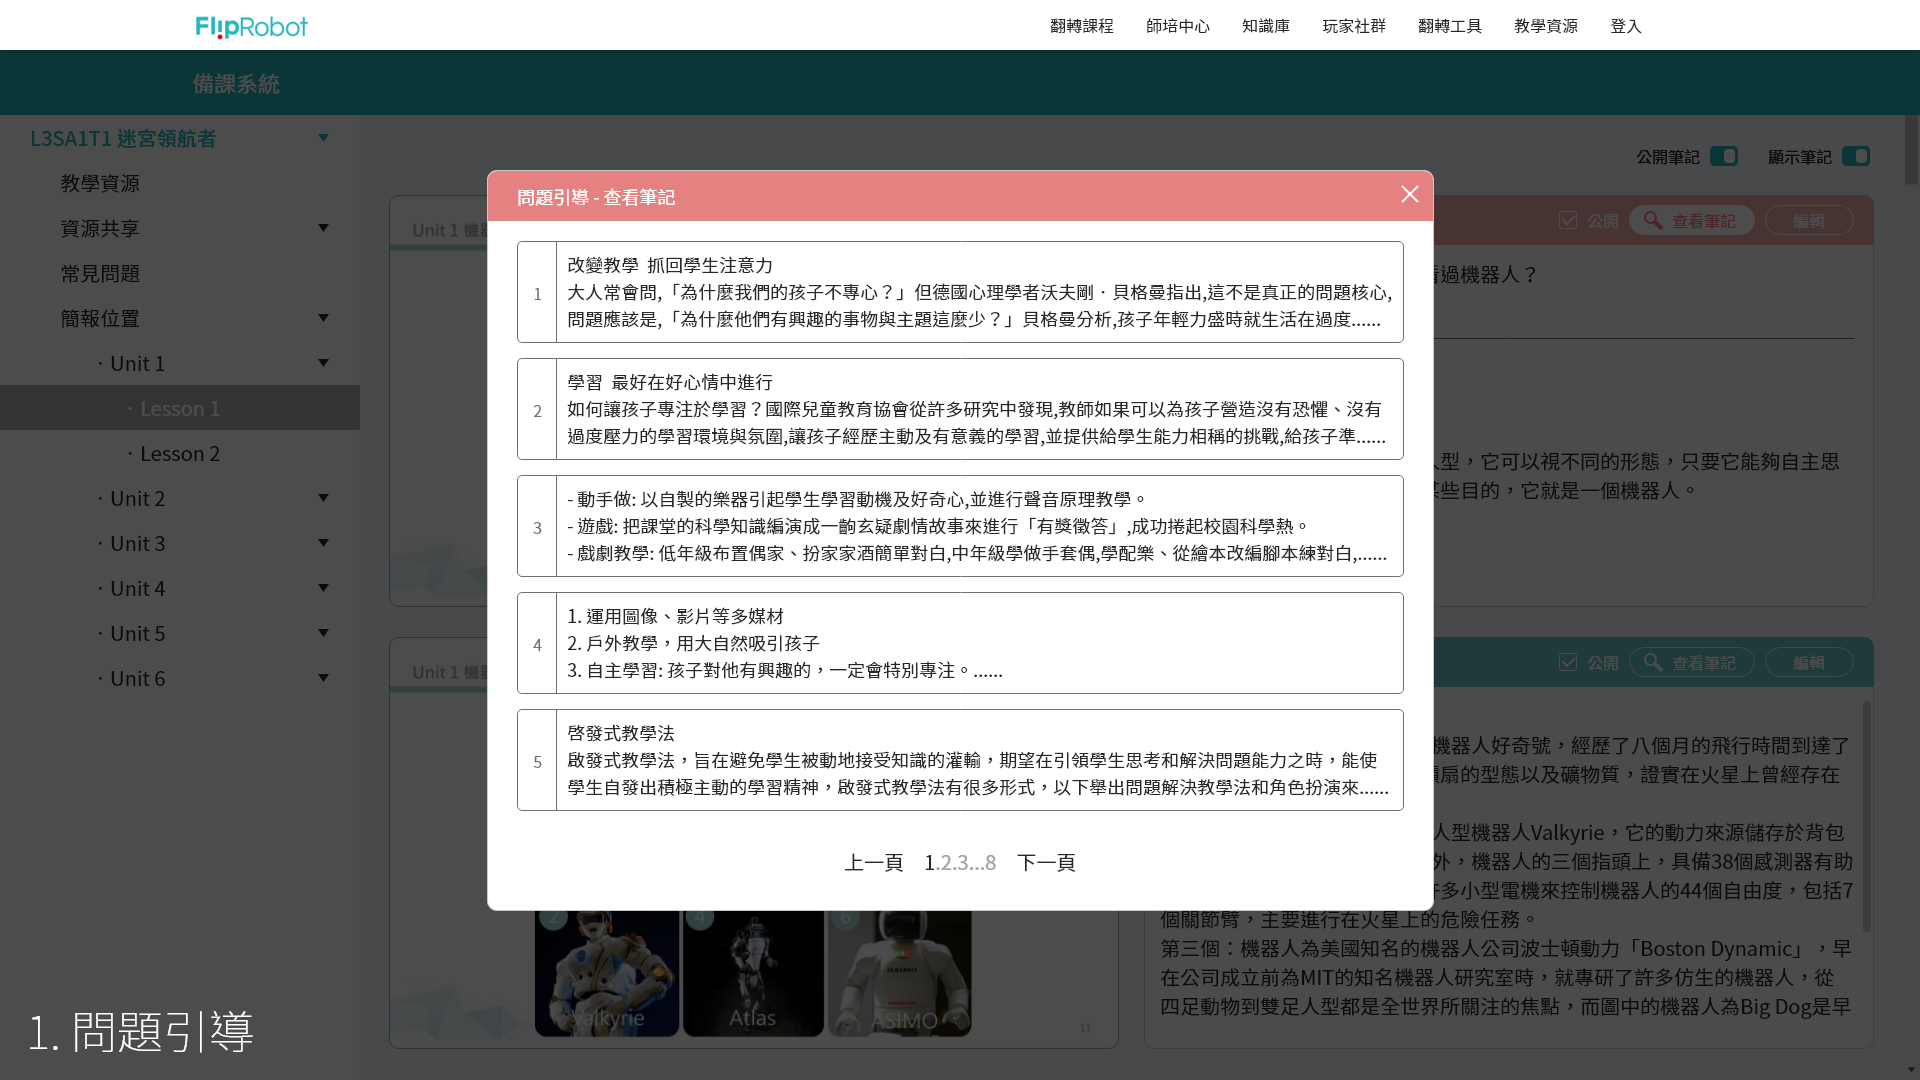 FlipRobot
翻轉課程 師培中心 知識庫 玩家社群 翻轉工具 教學資源 登入
備課系統
L3SA1T1 迷宮領航者
教學資源
資源共享
常見問題
簡報位置
· Unit 1
· Lesson 1
· Lesson 2
· Unit 2
· Unit 3
· Unit 4
· Unit 5
· Unit 6
公開筆記 顯示筆記
Unit 1 機器
公開 查看筆記 編輯
看過機器人？
人型，它可以視不同的形態，只要它能夠自主思
某些目的，它就是一個機器人。
問題引導 - 查看筆記
1
改變教學 抓回學生注意力
大人常會問,「為什麼我們的孩子不專心？」但德國心理學者沃夫剛．貝格曼指出,這不是真正的問題核心,
問題應該是,「為什麼他們有興趣的事物與主題這麼少？」貝格曼分析,孩子年輕力盛時就生活在過度......
2
學習 最好在好心情中進行
如何讓孩子專注於學習？國際兒童教育協會從許多研究中發現,教師如果可以為孩子營造沒有恐懼、沒有
過度壓力的學習環境與氛圍,讓孩子經歷主動及有意義的學習,並提供給學生能力相稱的挑戰,給孩子準......
3
- 動手做: 以自製的樂器引起學生學習動機及好奇心,並進行聲音原理教學。
- 遊戲: 把課堂的科學知識編演成一齣玄疑劇情故事來進行「有獎徵答」,成功捲起校園科學熱。
- 戲劇教學: 低年級布置偶家、扮家家酒簡單對白,中年級學做手套偶,學配樂、從繪本改編腳本練對白,......
4
1. 運用圖像、影片等多媒材
2. 戶外教學，用大自然吸引孩子
3. 自主學習: 孩子對他有興趣的，一定會特別專注。......
5
啓發式教學法
啟發式教學法，旨在避免學生被動地接受知識的灌輸，期望在引領學生思考和解決問題能力之時，能使
學生自發出積極主動的學習精神，啟發式教學法有很多形式，以下舉出問題解決教學法和角色扮演來......
上一頁 1.2.3...8 下一頁
Unit 1 機器
公開 查看筆記 編輯
機器人好奇號，經歷了八個月的飛行時間到達了
積扇的型態以及礦物質，證實在火星上曾經存在
人型機器人Valkyrie，它的動力來源儲存於背包
外，機器人的三個指頭上，具備38個感測器有助
許多小型電機來控制機器人的44個自由度，包括7
個關節臂，主要進行在火星上的危險任務。
第三個：機器人為美國知名的機器人公司波士頓動力「Boston Dynamic」，早
在公司成立前為MIT的知名機器人研究室時，就專研了許多仿生的機器人，從
四足動物到雙足人型都是全世界所關注的焦點，而圖中的機器人為Big Dog是早
2 4 6
ASIMO
HONDA
Valkyrie Atlas ASIMO
11
1. 問題引導